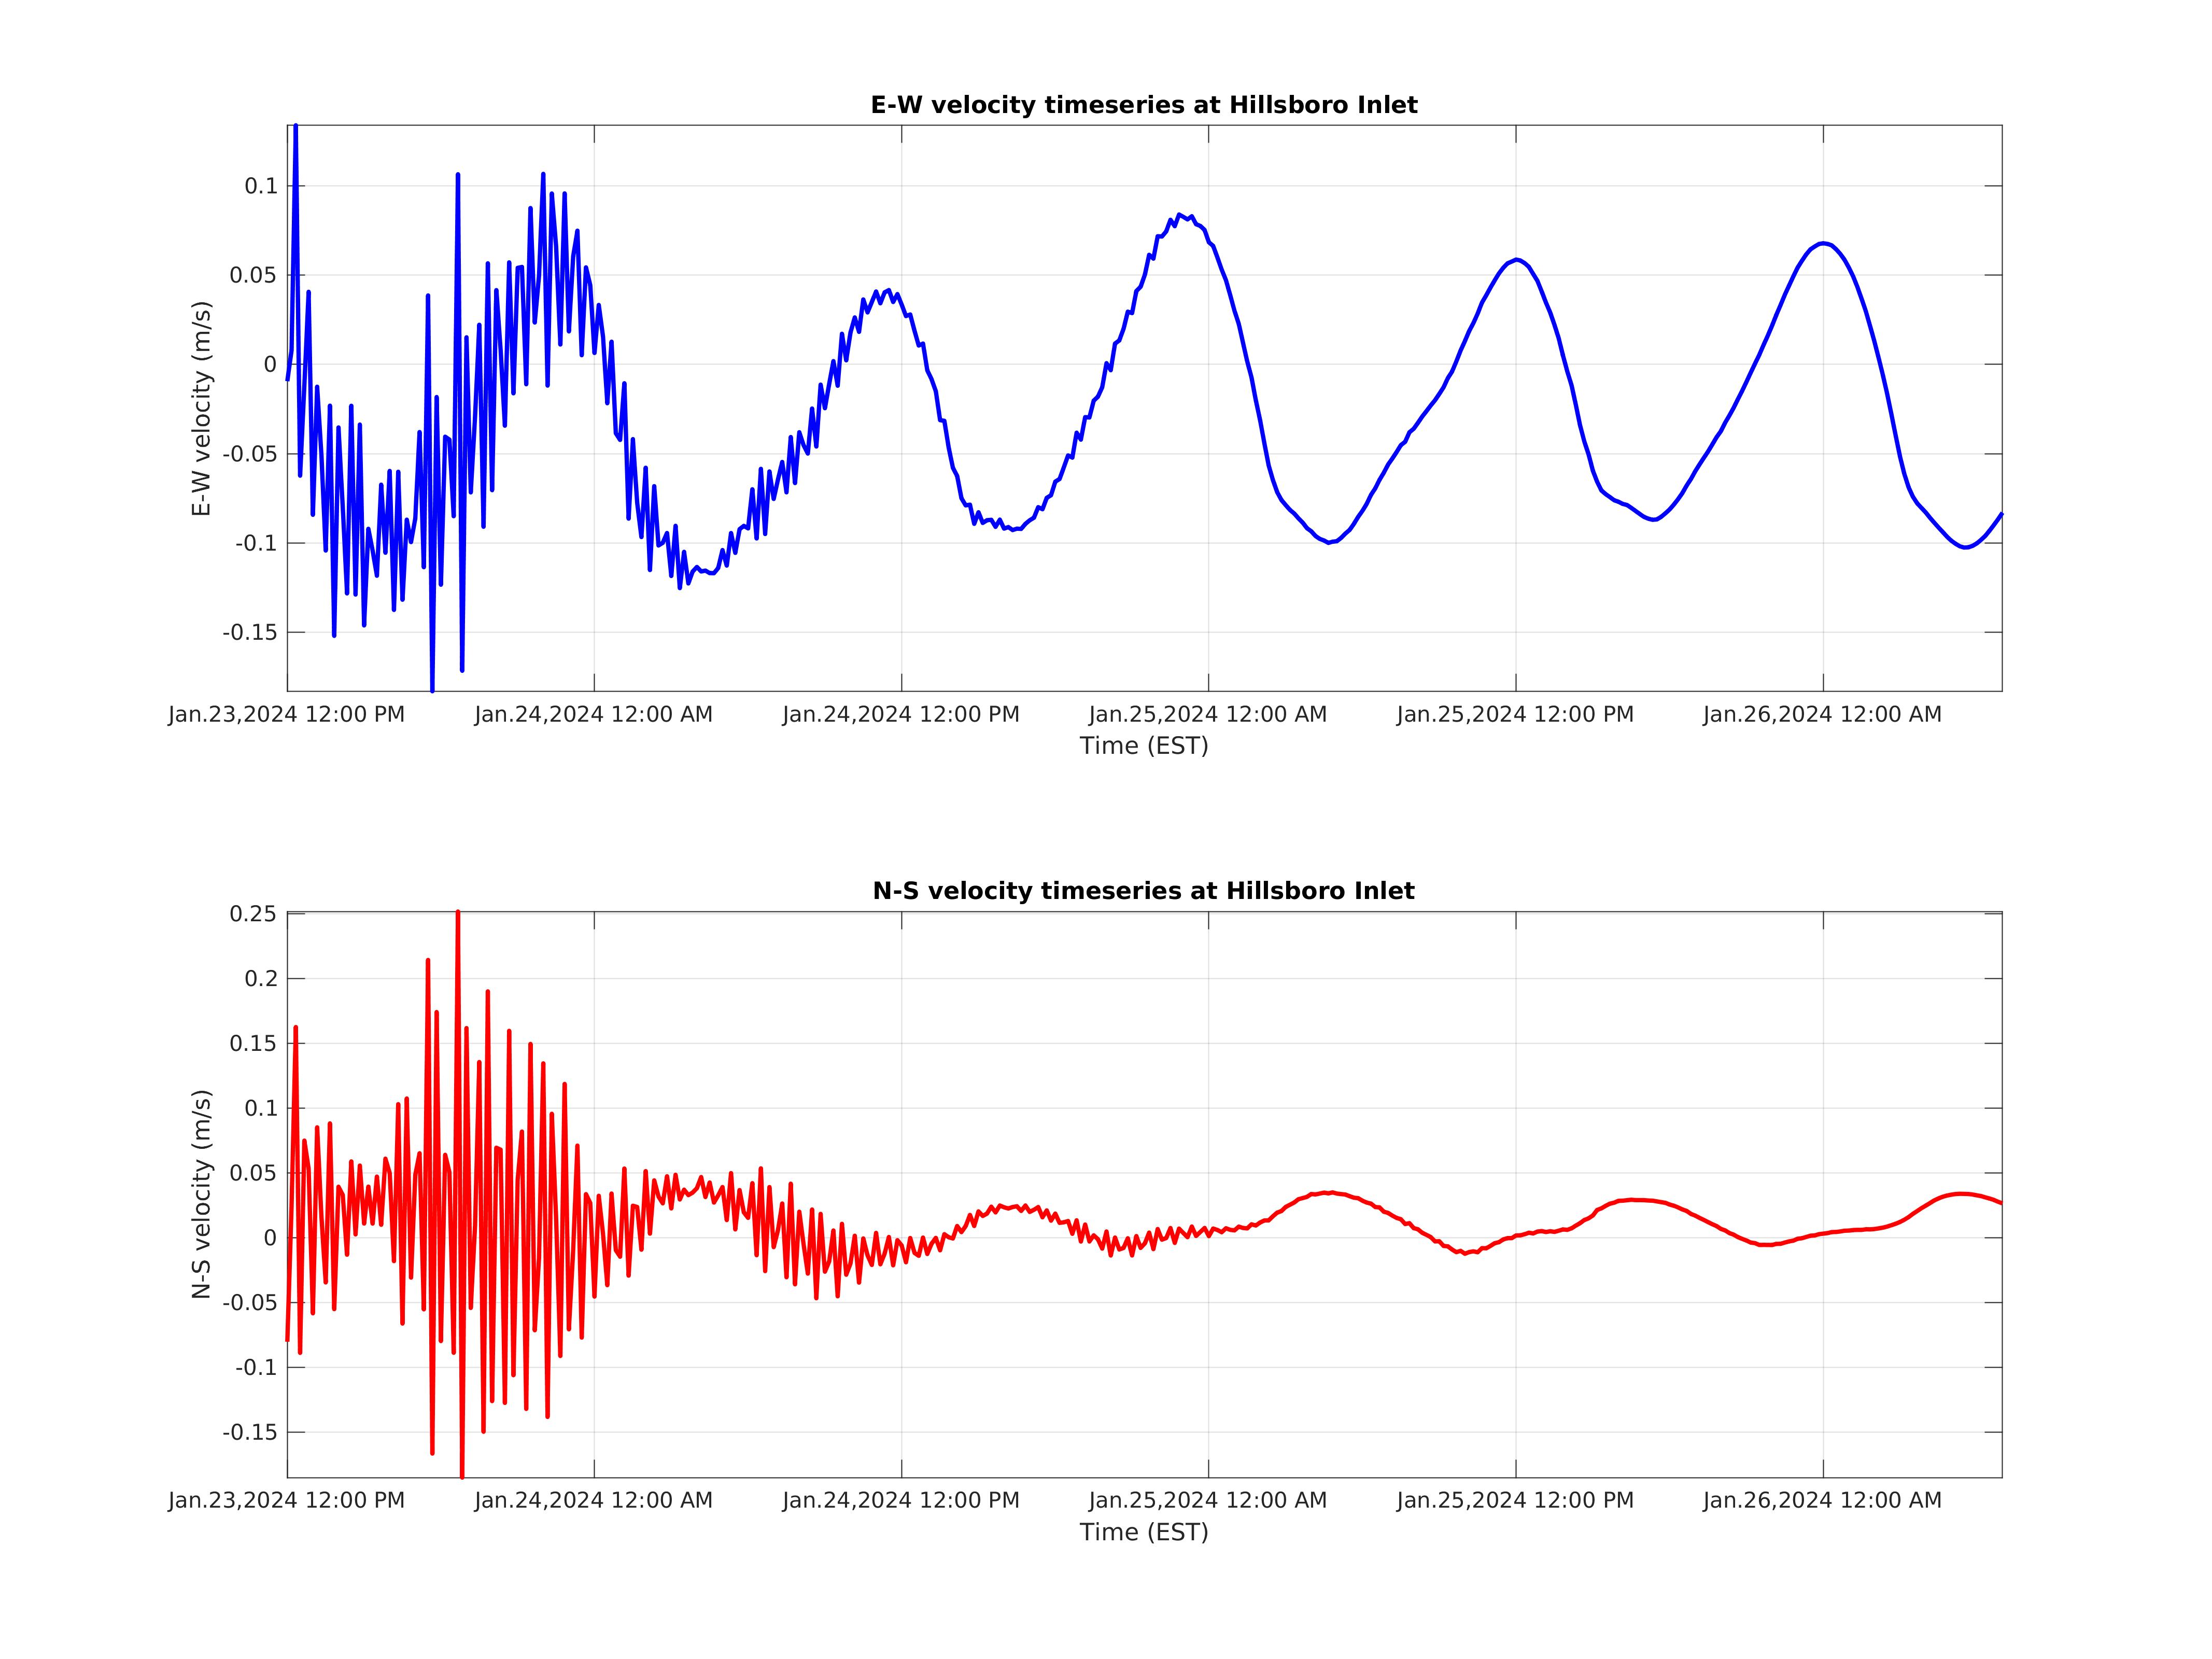 E-W velocity timeseries at Hillsboro Inlet
E-W velocity (m/s)
0.1
0.05
0
-0.05
-0.1
-0.15
Jan.23,2024 12:00 PM
Jan.24,2024 12:00 AM
Jan.24,2024 12:00 PM
Jan.25,2024 12:00 AM
Jan.25,2024 12:00 PM
Jan.26,2024 12:00 AM
Time (EST)
N-S velocity timeseries at Hillsboro Inlet
N-S velocity (m/s)
0.25
0.2
0.15
0.1
0.05
0
-0.05
-0.1
-0.15
Jan.23,2024 12:00 PM
Jan.24,2024 12:00 AM
Jan.24,2024 12:00 PM
Jan.25,2024 12:00 AM
Jan.25,2024 12:00 PM
Jan.26,2024 12:00 AM
Time (EST)